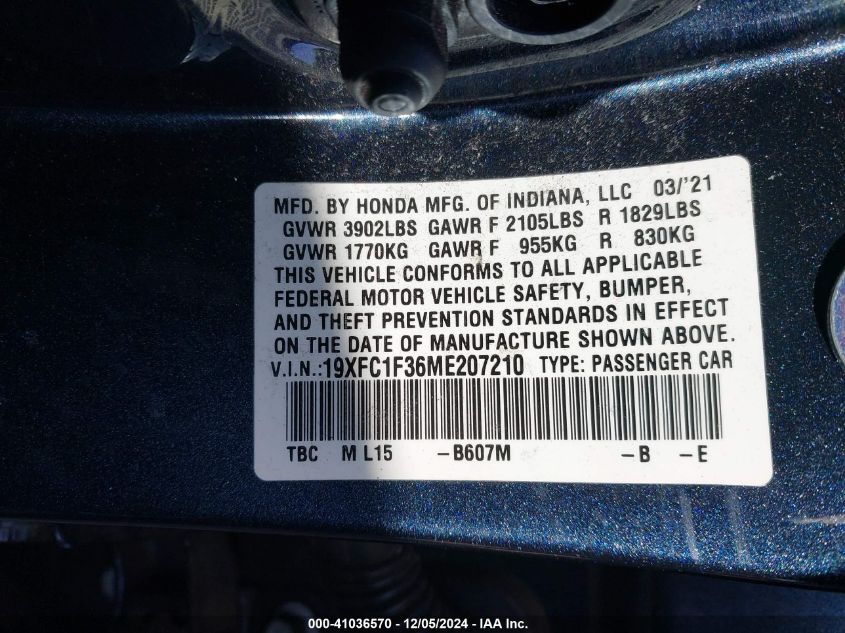 MFD. BY HONDA MFG. OF INDIANA, LLC 03/'21
GVWR 3902LBS GAWR F 2105LBS R 1829LBS
GVWR 1770KG GAWR F 955KG R 830KG
THIS VEHICLE CONFORMS TO ALL APPLICABLE
FEDERAL MOTOR VEHICLE SAFETY, BUMPER,
AND THEFT PREVENTION STANDARDS IN EFFECT
ON THE DATE OF MANUFACTURE SHOWN ABOVE.
V.I.N.:19XFC1F36ME207210 TYPE: PASSENGER CAR
TBC M L15 -B607M -B -E
000-41036570 - 12/05/2024 - IAA Inc.